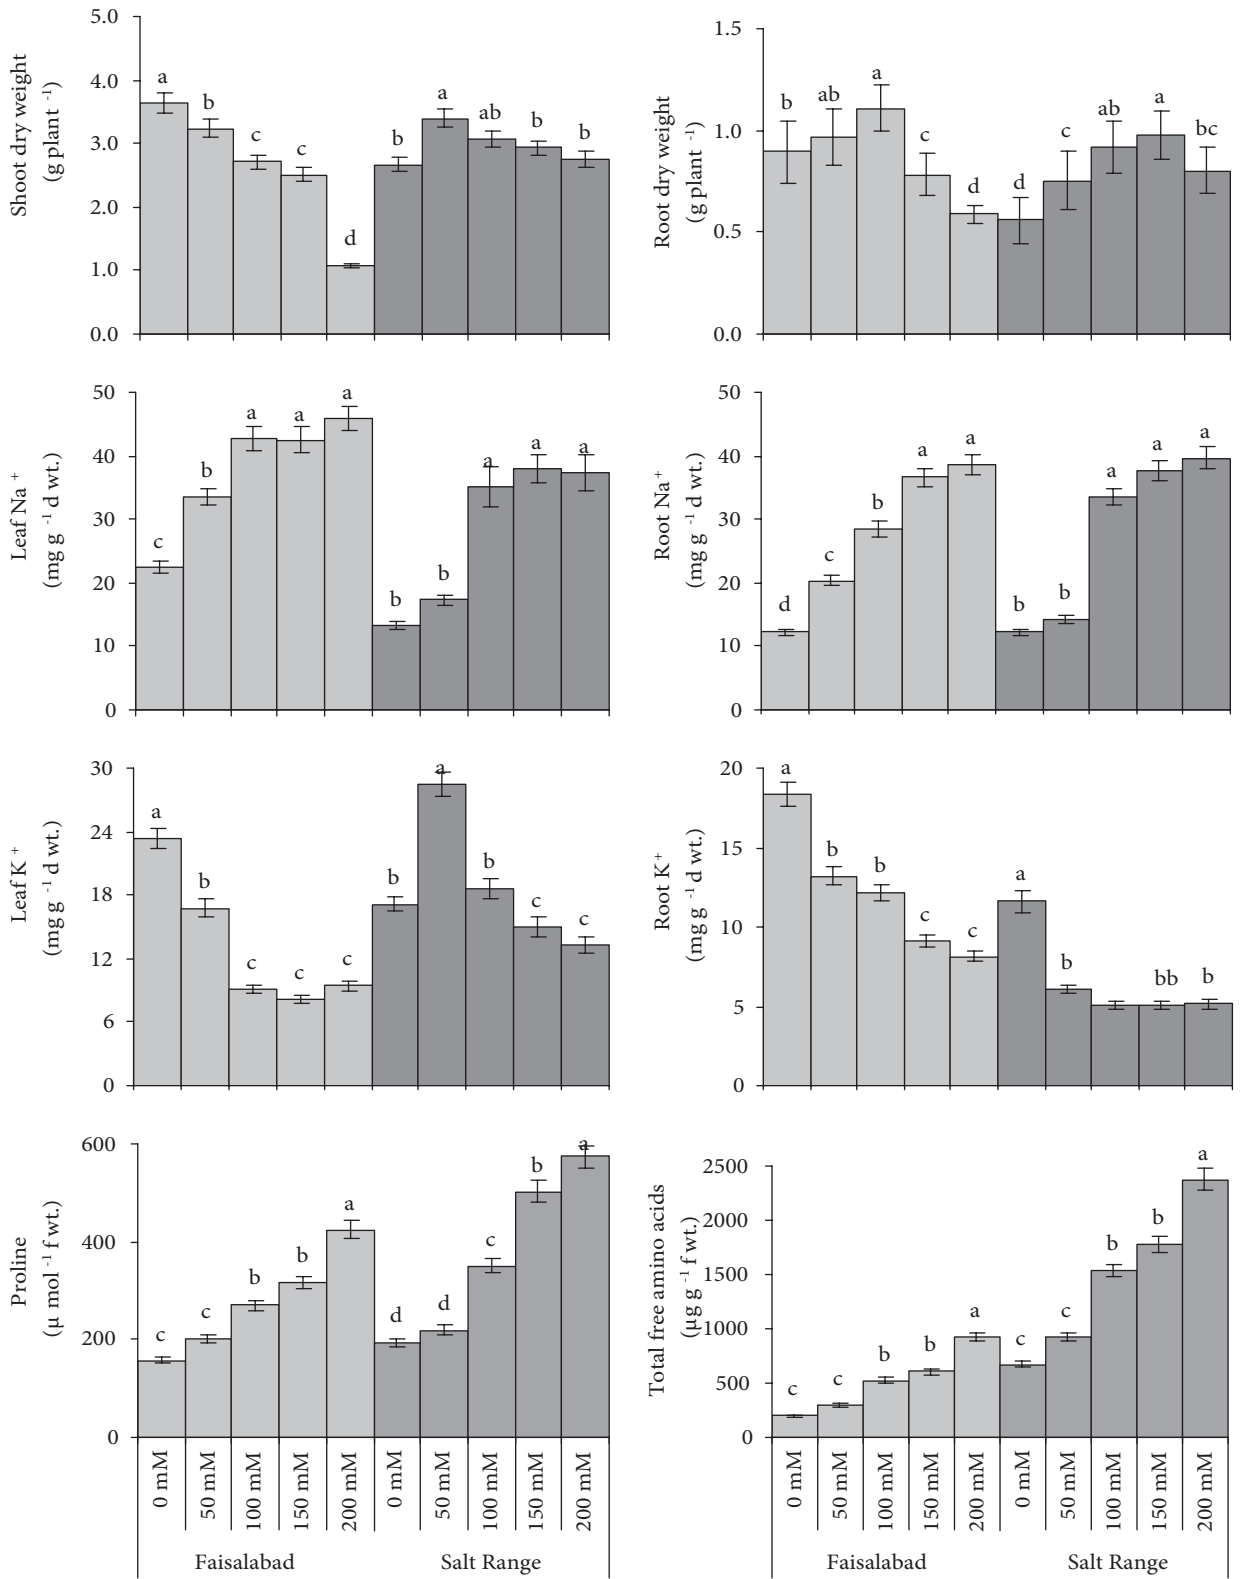 Shoot dry weight
(g plant ⁻¹)
5.0
4.0
3.0
2.0
1.0
0.0
a
b
c
c
d
b
a
ab
b
b
Root dry weight
(g plant ⁻¹)
1.5
1.0
0.5
0.0
b
ab
a
c
d
d
c
ab
a
bc
Leaf Na⁺
(mg g ⁻¹ d wt.)
50
40
30
20
10
0
c
b
a
a
a
b
b
a
a
a
Root Na⁺
(mg g ⁻¹ d wt.)
50
40
30
20
10
0
d
c
b
a
a
b
b
a
a
a
Leaf K⁺
(mg g ⁻¹ d wt.)
30
24
18
12
6
0
a
b
c
c
c
b
a
b
c
c
Root K⁺
(mg g ⁻¹ d wt.)
20
15
10
5
0
a
b
b
c
c
a
b
bb
b
Proline
(µ mol ⁻¹ f wt.)
600
400
200
0
c
c
b
b
a
d
d
c
b
a
Total free amino acids
(µg g ⁻¹ f wt.)
2500
2000
1500
1000
500
0
c
c
b
b
a
c
c
b
b
a
0 mM
50 mM
100 mM
150 mM
200 mM
0 mM
50 mM
100 mM
150 mM
200 mM
Faisalabad
Salt Range
0 mM
50 mM
100 mM
150 mM
200 mM
0 mM
50 mM
100 mM
150 mM
200 mM
Faisalabad
Salt Range